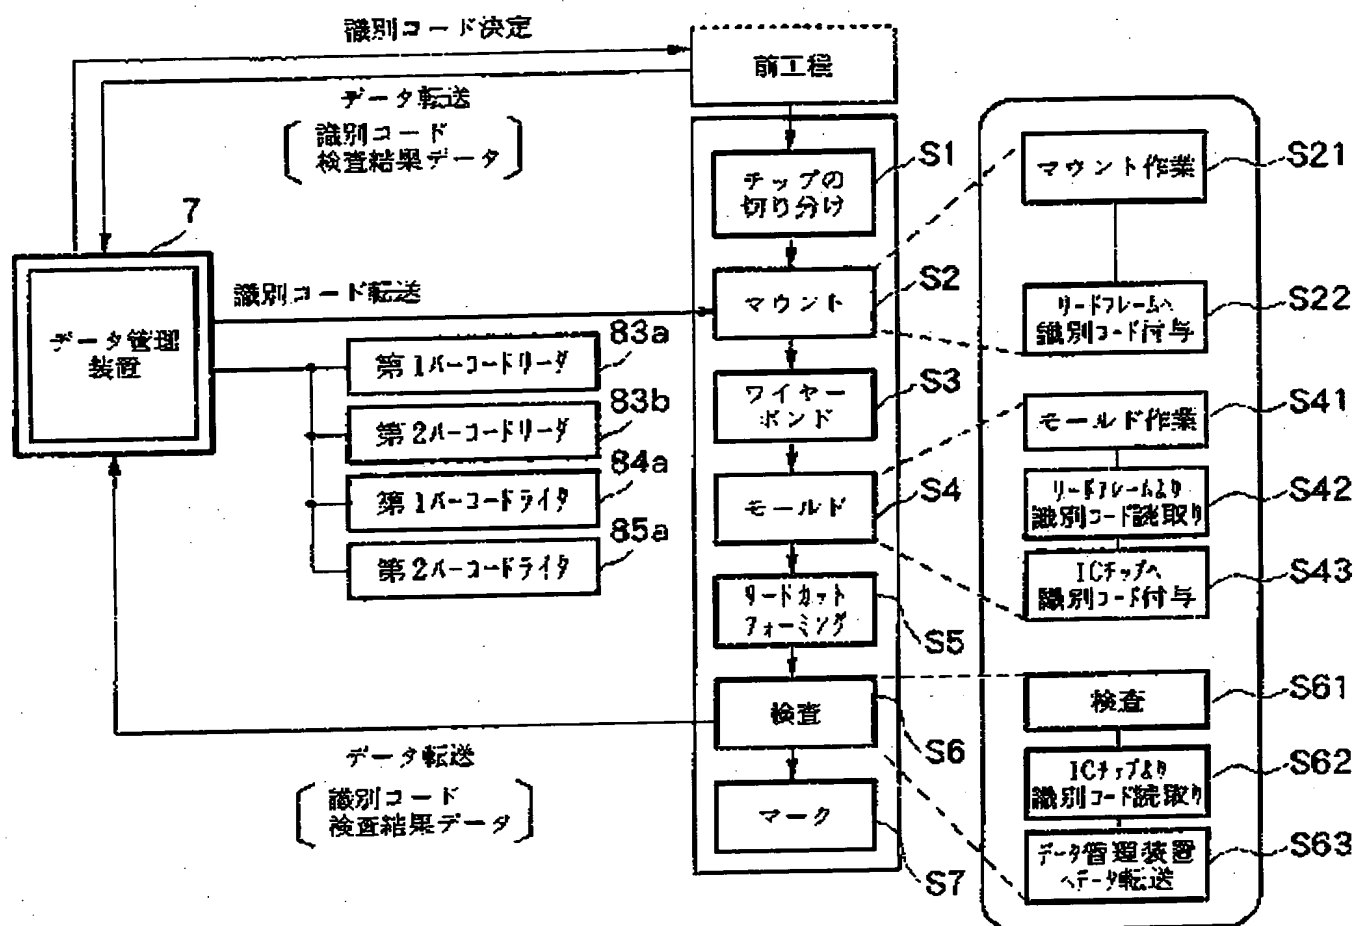 識別コード決定
前工程
データ転送
識別コード
検査結果データ
7
データ管理
装置
識別コード転送
第1バーコードリーダ
83a
第2バーコードリーダ
83b
第1バーコードライタ
84a
第2バーコードライタ
85a
チップの
切り分け
S1
マウント
S2
ワイヤー
ボンド
S3
モールド
S4
リードカット
フォーミング
S5
検査
S6
マーク
S7
データ転送
識別コード
検査結果データ
マウント作業
S21
リードフレームへ
識別コード付与
S22
モールド作業
S41
リードフレームより
識別コード読取り
S42
ICチップへ
識別コード付与
S43
検査
S61
ICチップより
識別コード読取り
S62
データ管理装置
へデータ転送
S63